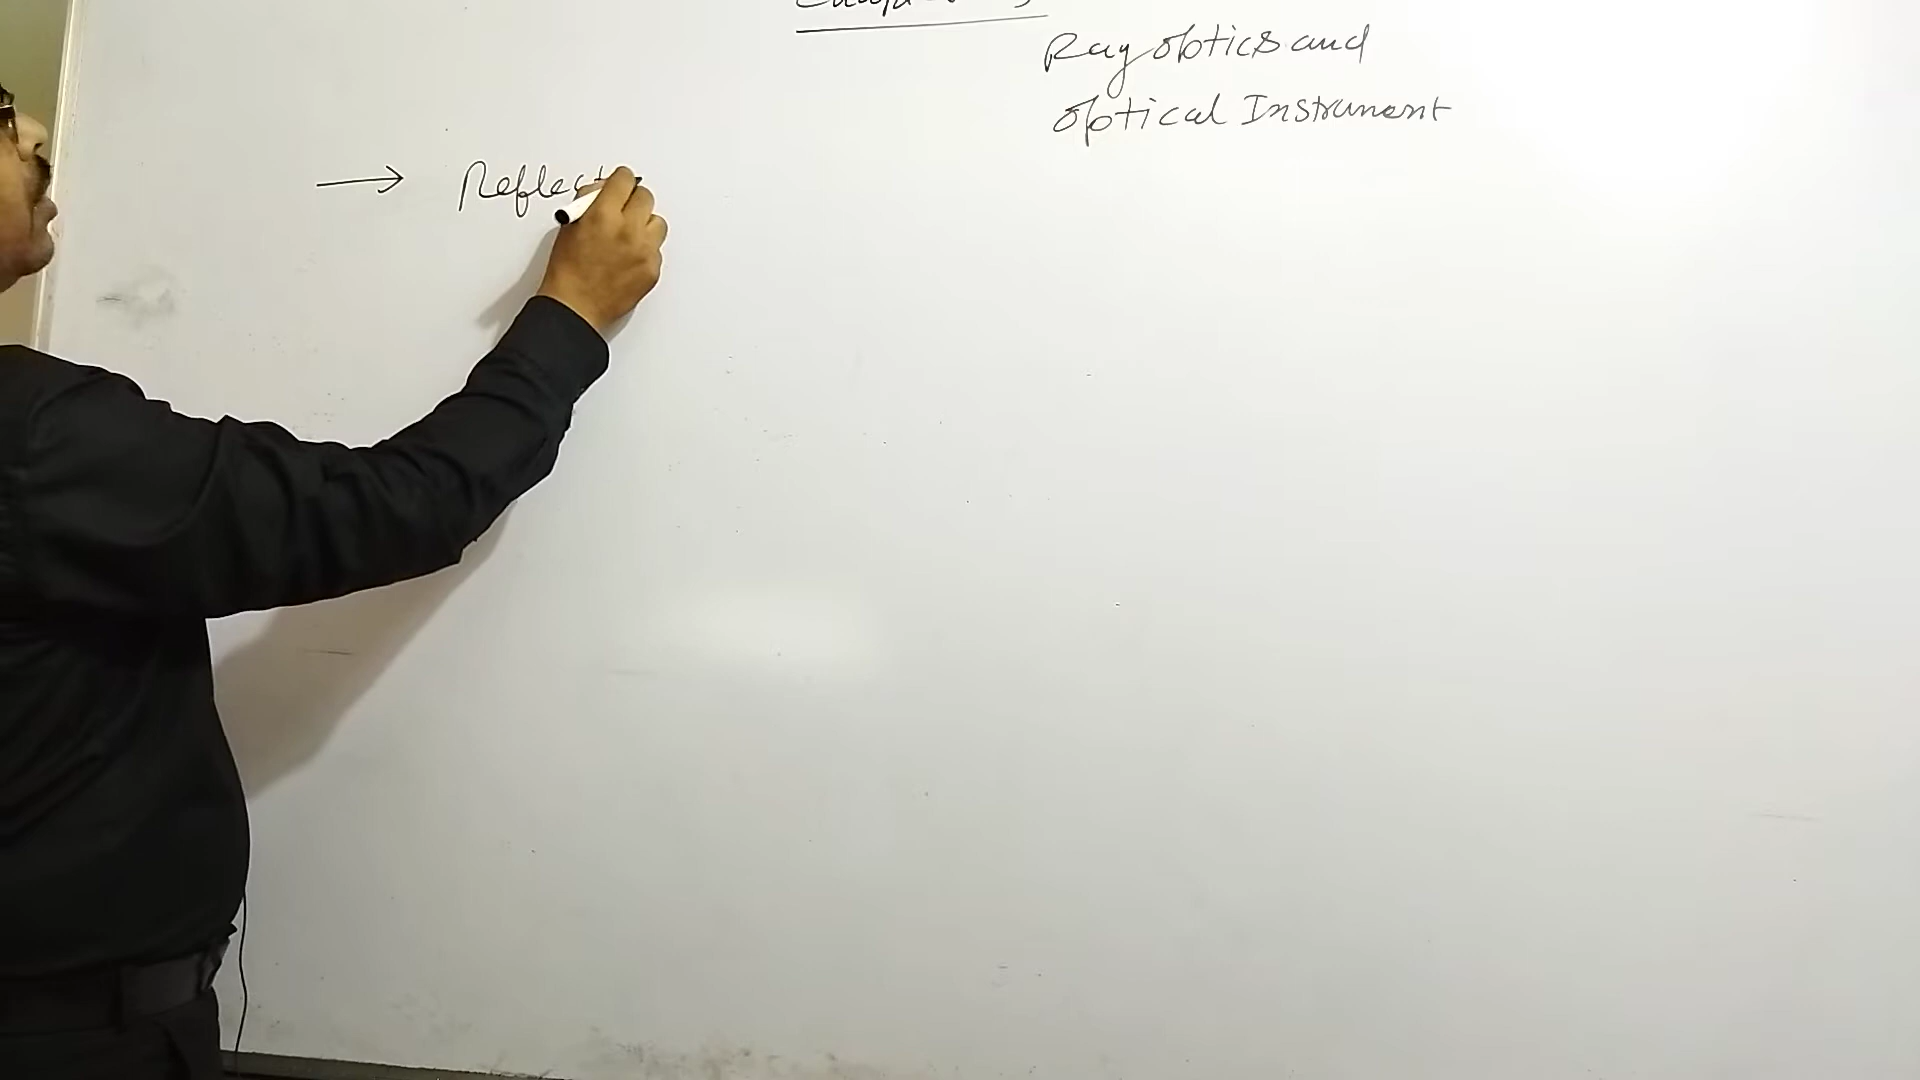 Ray optics and
Optical Instrument
→ Reflect